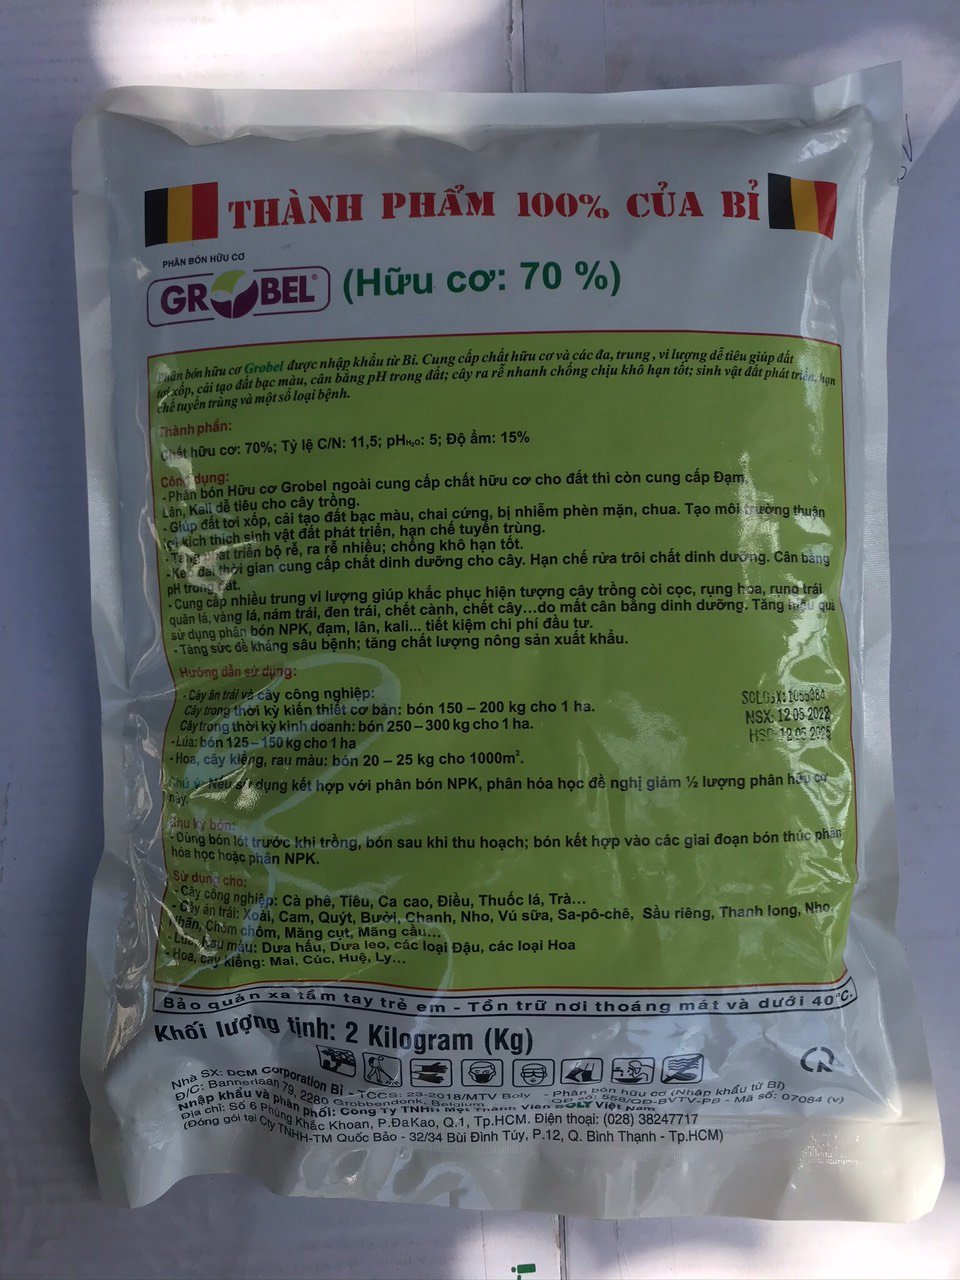 THÀNH PHẨM 100% CỦA BỈ
PHÂN BÓN HỮU CƠ
GROBEL® (Hữu cơ: 70 %)
Phân bón hữu cơ Grobel được nhập khẩu từ Bỉ. Cung cấp chất hữu cơ và các đa, trung , vi lượng dễ tiêu giúp đất
tơi xốp, cải tạo đất bạc màu, cân bằng pH trong đất; cây ra rễ nhanh chống chịu khô hạn tốt; sinh vật đất phát triển, hạn
chế tuyến trùng và một số loại bệnh.
Thành phần:
Chất hữu cơ: 70%; Tỷ lệ C/N: 11,5; pHH₂O: 5; Độ ẩm: 15%
Công dụng:
- Phân bón Hữu cơ Grobel ngoài cung cấp chất hữu cơ cho đất thì còn cung cấp Đạm,
Lân, Kali dễ tiêu cho cây trồng.
- Giúp đất tơi xốp, cải tạo đất bạc màu, chai cứng, bị nhiễm phèn mặn, chua. Tạo môi trường thuận
lợi kích thích sinh vật đất phát triển, hạn chế tuyến trùng.
- Tăng phát triển bộ rễ, ra rễ nhiều; chống khô hạn tốt.
- Kéo dài thời gian cung cấp chất dinh dưỡng cho cây. Hạn chế rửa trôi chất dinh dưỡng. Cân bằng
pH trong đất.
- Cung cấp nhiều trung vi lượng giúp khắc phục hiện tượng cây trồng còi cọc, rụng hoa, rụng trái
quăn lá, vàng lá, nám trái, đen trái, chết cành, chết cây...do mất cân bằng dinh dưỡng. Tăng hiệu quả
sử dụng phân bón NPK, đạm, lân, kali... tiết kiệm chi phí đầu tư.
- Tăng sức đề kháng sâu bệnh; tăng chất lượng nông sản xuất khẩu.
Hướng dẫn sử dụng:
- Cây ăn trái và cây công nghiệp:
Cây trong thời kỳ kiến thiết cơ bản: bón 150 – 200 kg cho 1 ha.
Cây trong thời kỳ kinh doanh: bón 250 – 300 kg cho 1 ha.
- Lúa: bón 125 – 150 kg cho 1 ha
- Hoa, cây kiểng, rau màu: bón 20 – 25 kg cho 1000m².
SOLOSX: 1055384
NSX: 12 05 2022
HSD: 12 05 2025
Chú ý: Nếu sử dụng kết hợp với phân bón NPK, phân hóa học đề nghị giảm ½ lượng phân hữu cơ
này.
Chu kỳ bón:
- Dùng bón lót trước khi trồng, bón sau khi thu hoạch; bón kết hợp vào các giai đoạn bón thúc phân
hóa học hoặc phân NPK.
Sử dụng cho:
- Cây công nghiệp: Cà phê, Tiêu, Ca cao, Điều, Thuốc lá, Trà...
- Cây ăn trái: Xoài, Cam, Quýt, Bưởi, Chanh, Nho, Vú sữa, Sa-pô-chê, Sầu riêng, Thanh long, Nho,
Nhãn, Chôm chôm, Măng cụt, Mãng cầu...
- Lúa, Rau màu: Dưa hấu, Dưa leo, các loại Đậu, các loại Hoa
- Hoa, cây kiểng: Mai, Cúc, Huệ, Ly...
Bảo quản xa tầm tay trẻ em - Tồn trữ nơi thoáng mát và dưới 40°C.
Khối lượng tịnh: 2 Kilogram (Kg)
Nhà SX: DCM Corporation Bỉ - TCCS: 23-2018/MTV Boly - Phân bón hữu cơ (Nhập khẩu từ Bỉ)
Đ/C: Bannerlaan 79, 2280 Grobbendonk, Belgium QĐ số: 558/QĐ-BVTV-PB - Mã số: 07084 (v)
Nhập khẩu và phân phối: Công Ty TNHH Một Thành Viên BOLY Việt Nam
Địa chỉ: Số 6 Phùng Khắc Khoan, P.ĐaKao, Q.1, Tp.HCM. Điện thoại: (028) 38247717
(Đóng gói tại Cty TNHH-TM Quốc Bảo - 32/34 Bùi Đình Túy, P.12, Q. Bình Thạnh - Tp.HCM)